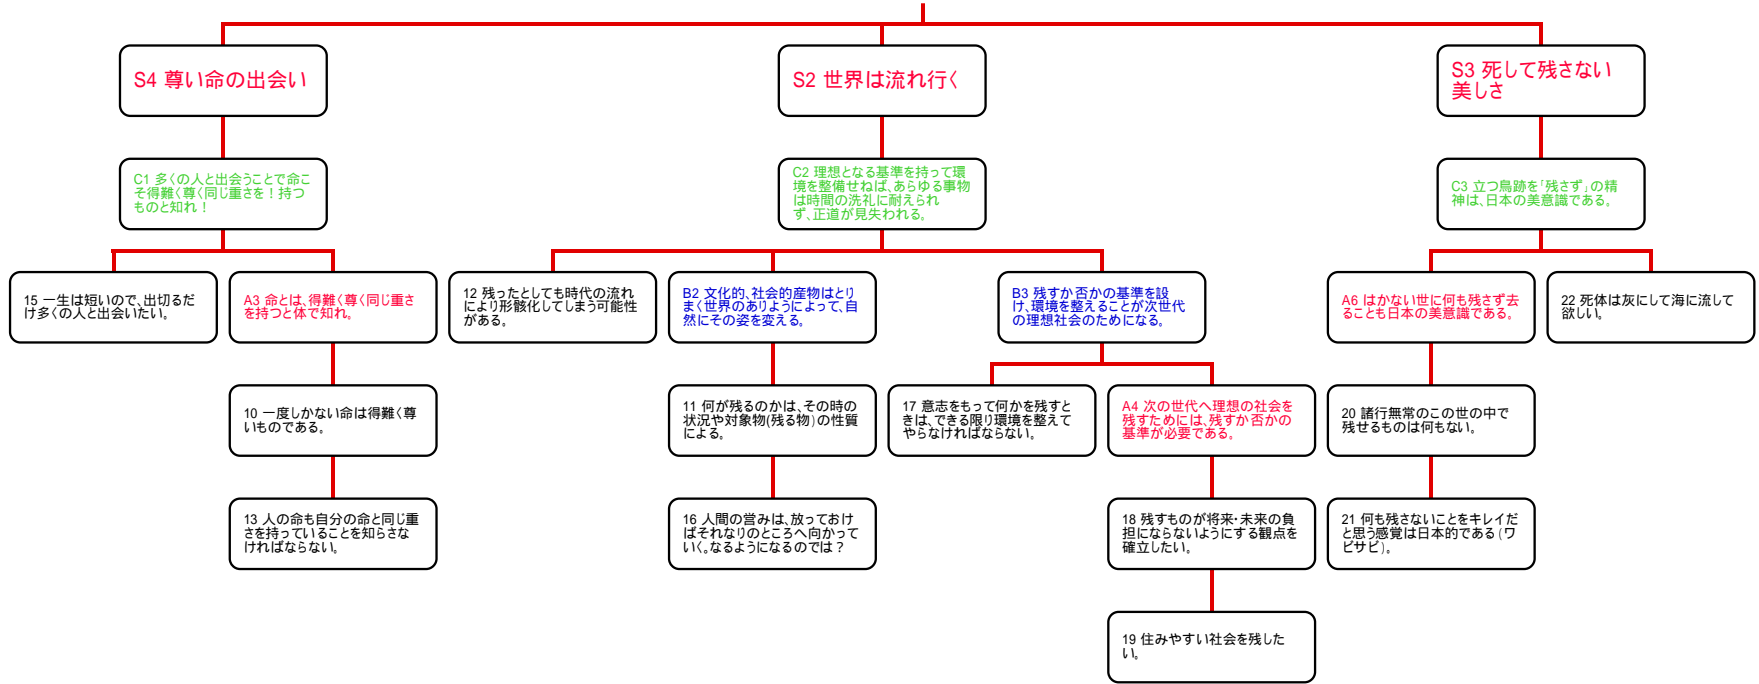 S4 尊い命の出会い
S2 世界は流れ行く
S3 死して残さない
美しさ
C1 多くの人と出会うことで命こ
そ得難く尊く同じ重さを！持つ
ものと知れ！
C2 理想となる基準を持って環
境を整備せねば、あらゆる事物
は時間の洗礼に耐えられ
ず、正道が見失われる。
C3 立つ鳥跡を「残さず」の精
神は、日本の美意識である。
15 一生は短いので、出切るだ
け多くの人と出会いたい。
A3 命とは、得難く尊く同じ重さ
を持つと体で知れ。
12 残ったとしても時代の流れ
により形骸化してしまう可能性
がある。
B2 文化的、社会的産物はとり
まく世界のありようによって、自
然にその姿を変える。
B3 残すか否かの基準を設
け、環境を整えることが次世代
の理想社会のためになる。
A6 はかない世に何も残さず去
ることも日本の美意識である。
22 死体は灰にして海に流して
欲しい。
10 一度しかない命は得難く尊
いものである。
11 何が残るのかは、その時の
状況や対象物(残る物)の性質
による。
17 意志をもって何かを残すと
きは、できる限り環境を整えて
やらなければならない。
A4 次の世代へ理想の社会を
残すためには、残すか否かの
基準が必要である。
20 諸行無常のこの世の中で
残せるものは何もない。
13 人の命も自分の命と同じ重
さを持っていることを知らさな
ければならない。
16 人間の営みは、放っておけ
ばそれなりのところへ向かって
いく。なるようになるのでは？
18 残すものが将来・未来の負
担にならないようにする観点を
確立したい。
21 何も残さないことをキレイだ
と思う感覚は日本的である(ワ
ビサビ)。
19 住みやすい社会を残した
い。